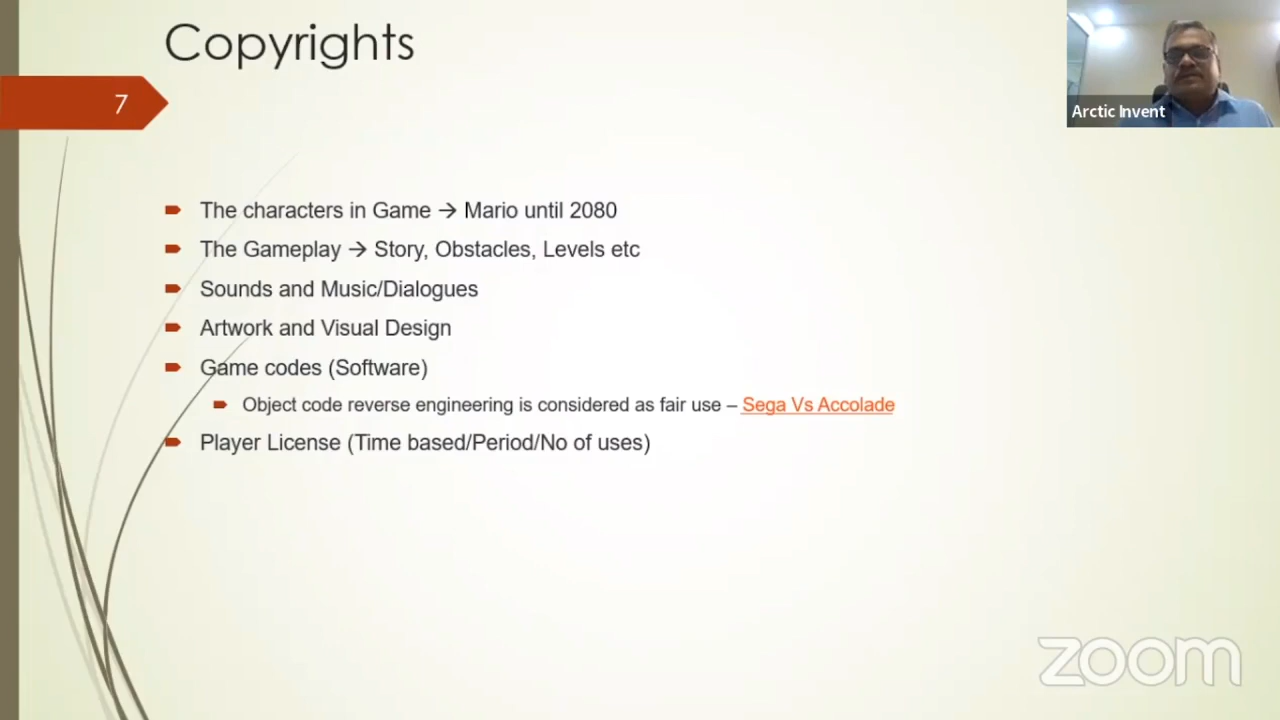 Copyrights
7
Arctic Invent
The characters in Game → Mario until 2080
The Gameplay → Story, Obstacles, Levels etc
Sounds and Music/Dialogues
Artwork and Visual Design
Game codes (Software)
Object code reverse engineering is considered as fair use – Sega Vs Accolade
Player License (Time based/Period/No of uses)
zoom